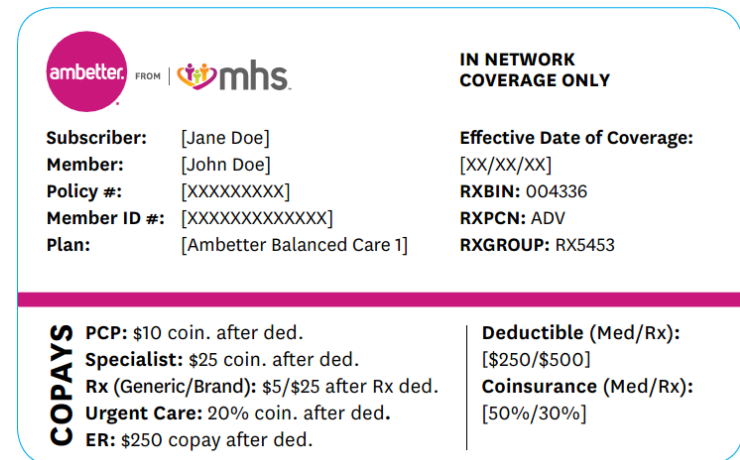 ambetter. FROM mhs
IN NETWORK
COVERAGE ONLY
Subscriber: [Jane Doe]
Member: [John Doe]
Policy #: [XXXXXXXXX]
Member ID #: [XXXXXXXXXXXXX]
Plan: [Ambetter Balanced Care 1]
Effective Date of Coverage:
[XX/XX/XX]
RXBIN: 004336
RXPCN: ADV
RXGROUP: RX5453
COPAYS
PCP: $10 coin. after ded.
Specialist: $25 coin. after ded.
Rx (Generic/Brand): $5/$25 after Rx ded.
Urgent Care: 20% coin. after ded.
ER: $250 copay after ded.
Deductible (Med/Rx):
[$250/$500]
Coinsurance (Med/Rx):
[50%/30%]